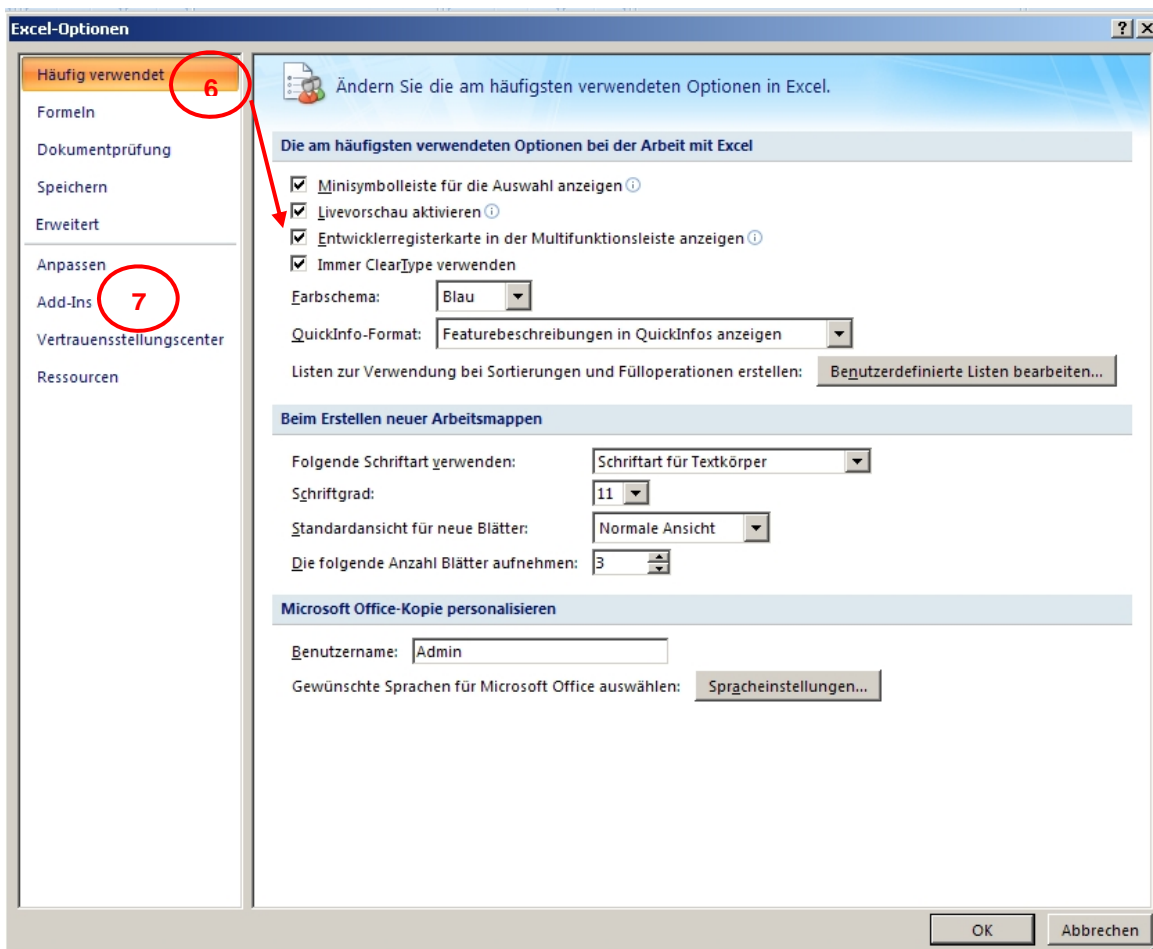 Excel-Optionen
Häufig verwendet
6
Formeln
Dokumentprüfung
Speichern
Erweitert
Anpassen
Add-Ins
7
Vertrauensstellungscenter
Ressourcen
Ändern Sie die am häufigsten verwendeten Optionen in Excel.
Die am häufigsten verwendeten Optionen bei der Arbeit mit Excel
Minisymbolleiste für die Auswahl anzeigen
Livevorschau aktivieren
Entwicklerregisterkarte in der Multifunktionsleiste anzeigen
Immer ClearType verwenden
Farbschema: Blau
QuickInfo-Format: Featurebeschreibungen in QuickInfos anzeigen
Listen zur Verwendung bei Sortierungen und Fülloperationen erstellen: Benutzerdefinierte Listen bearbeiten...
Beim Erstellen neuer Arbeitsmappen
Folgende Schriftart verwenden: Schriftart für Textkörper
Schriftgrad: 11
Standardansicht für neue Blätter: Normale Ansicht
Die folgende Anzahl Blätter aufnehmen: 3
Microsoft Office-Kopie personalisieren
Benutzername: Admin
Gewünschte Sprachen für Microsoft Office auswählen: Spracheinstellungen...
OK Abbrechen